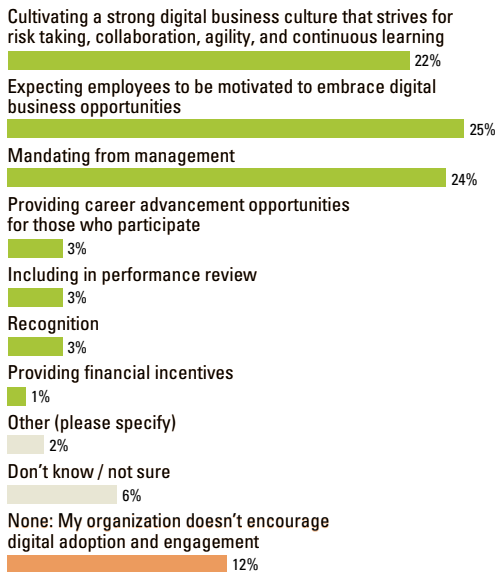 Cultivating a strong digital business culture that strives for
risk taking, collaboration, agility, and continuous learning
22%
Expecting employees to be motivated to embrace digital
business opportunities
25%
Mandating from management
24%
Providing career advancement opportunities
for those who participate
3%
Including in performance review
3%
Recognition
3%
Providing financial incentives
1%
Other (please specify)
2%
Don’t know / not sure
6%
None: My organization doesn’t encourage
digital adoption and engagement
12%